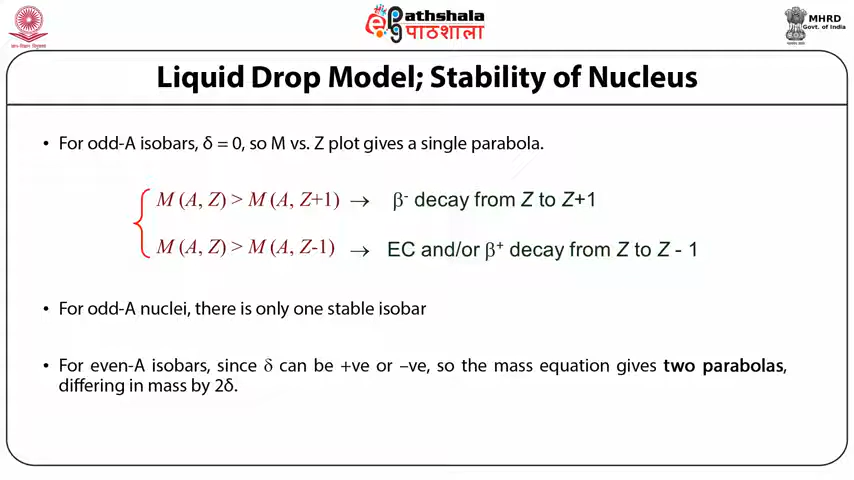 ePathshala
पाठशाला
MHRD
Govt. of India
Liquid Drop Model; Stability of Nucleus
• For odd-A isobars, δ = 0, so M vs. Z plot gives a single parabola.
M (A, Z) > M (A, Z+1) → β⁻ decay from Z to Z+1
M (A, Z) > M (A, Z-1) → EC and/or β⁺ decay from Z to Z - 1
• For odd-A nuclei, there is only one stable isobar
• For even-A isobars, since δ can be +ve or –ve, so the mass equation gives two parabolas,
differing in mass by 2δ.